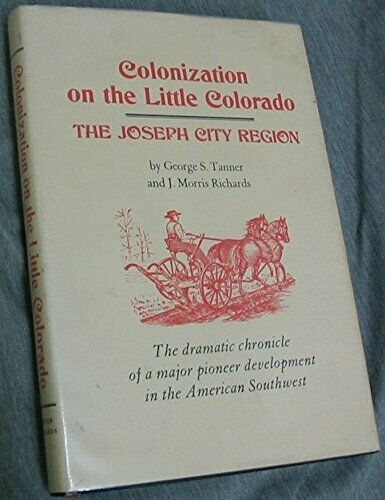 Colonization
on the Little Colorado
THE JOSEPH CITY REGION
by George S. Tanner
and J. Morris Richards
The dramatic chronicle
of a major pioneer development
in the American Southwest
Colonization on the Little Colorado